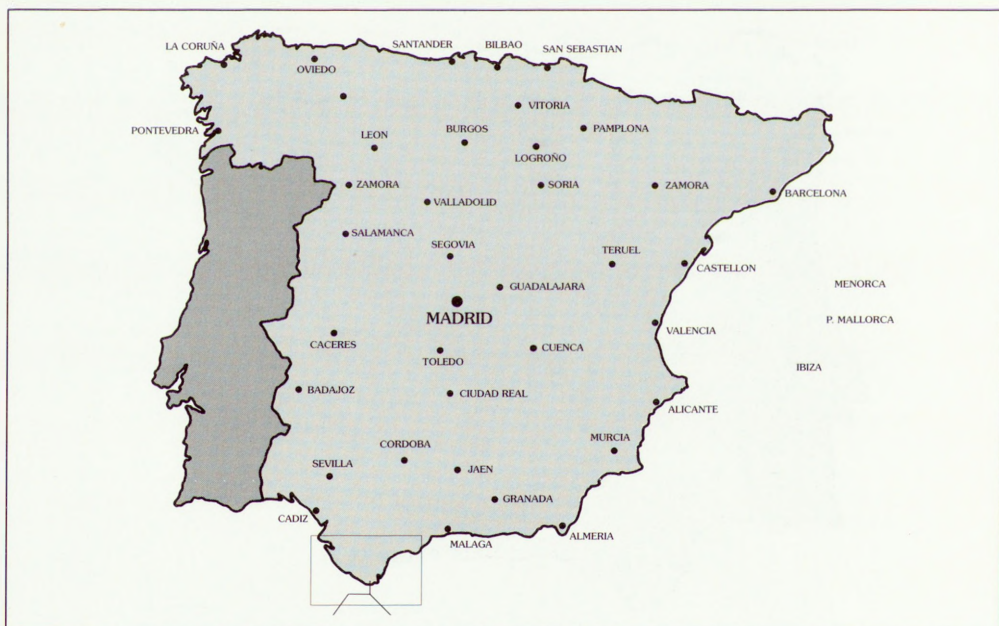 LA CORUÑA
SANTANDER
BILBAO
SAN SEBASTIAN
OVIEDO
VITORIA
PONTEVEDRA
LEON
BURGOS
PAMPLONA
LOGROÑO
ZAMORA
SORIA
ZAMORA
BARCELONA
VALLADOLID
SALAMANCA
SEGOVIA
TERUEL
CASTELLON
GUADALAJARA
MENORCA
MADRID
P. MALLORCA
VALENCIA
CACERES
TOLEDO
CUENCA
IBIZA
BADAJOZ
CIUDAD REAL
ALICANTE
CORDOBA
MURCIA
SEVILLA
JAEN
GRANADA
CADIZ
MALAGA
ALMERIA